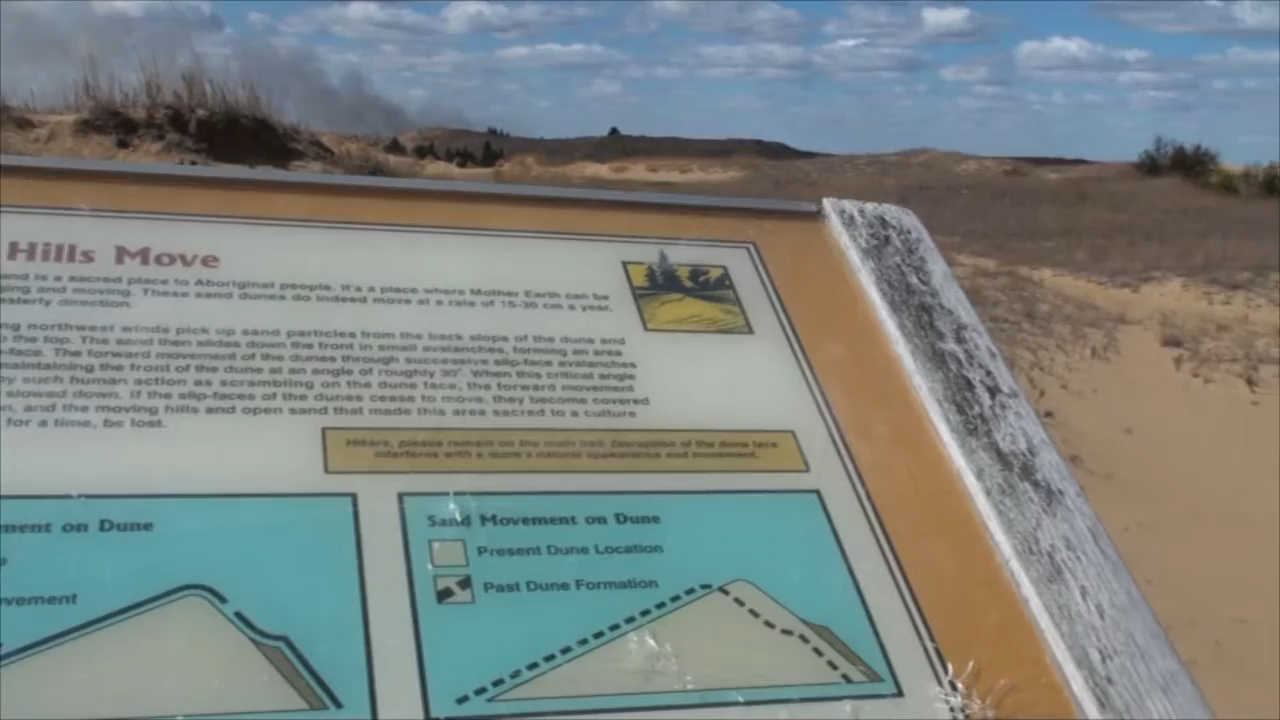 Hills Move
and is a sacred place to Aboriginal people. It's a place where Mother Earth can be
ging and moving. These sand dunes do indeed move at a rate of 15-30 cm a year,
easterly direction.
ng northwest winds pick up sand particles from the back slope of the dune and
the top. The sand then slides down the front in small avalanches, forming an area
-face. The forward movement of the dunes through successive slip-face avalanches
maintaining the front of the dune at an angle of roughly When this critical angle
by such human action as scrambling on the dune face, the forward movement
slowed down. If the slip-faces of the dunes cease to move, they become covered
n, and the moving hills and open sand that made this area sacred to a culture
for a time, be lost.
Hikers, please remain on the main trail. Disruption of the dune face
interferes with a dune's natural appearance and movement.
ment on Dune
vement
Sand Movement on Dune
Present Dune Location
Past Dune Formation